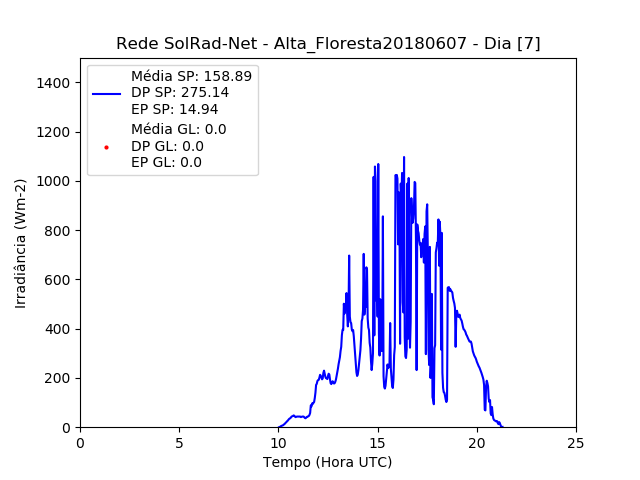 Rede SolRad-Net - Alta_Floresta20180607 - Dia [7]
Média SP: 158.89
DP SP: 275.14
EP SP: 14.94
Média GL: 0.0
DP GL: 0.0
EP GL: 0.0
1400
1200
1000
800
600
400
200
0
Irradiância (Wm-2)
0 5 10 15 20 25
Tempo (Hora UTC)